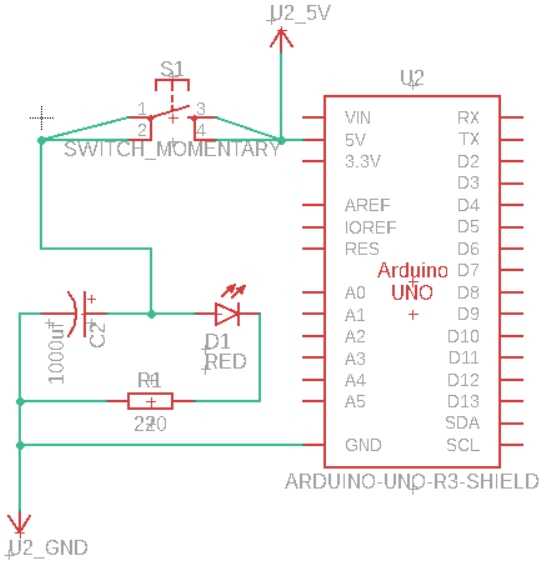 U2_5V
S1
U2
1
3
2
4
SWITCH_MOMENTARY
VIN
RX
5V
TX
3.3V
D2
D3
AREF
D4
IOREF
D5
RES
D6
Arduino
D7
UNO
A0
D8
A1
D9
A2
D10
A3
D11
A4
D12
A5
D13
SDA
GND
SCL
ARDUINO-UNO-R3-SHIELD
1000uf
C2
D1
RED
R1
220
U2_GND